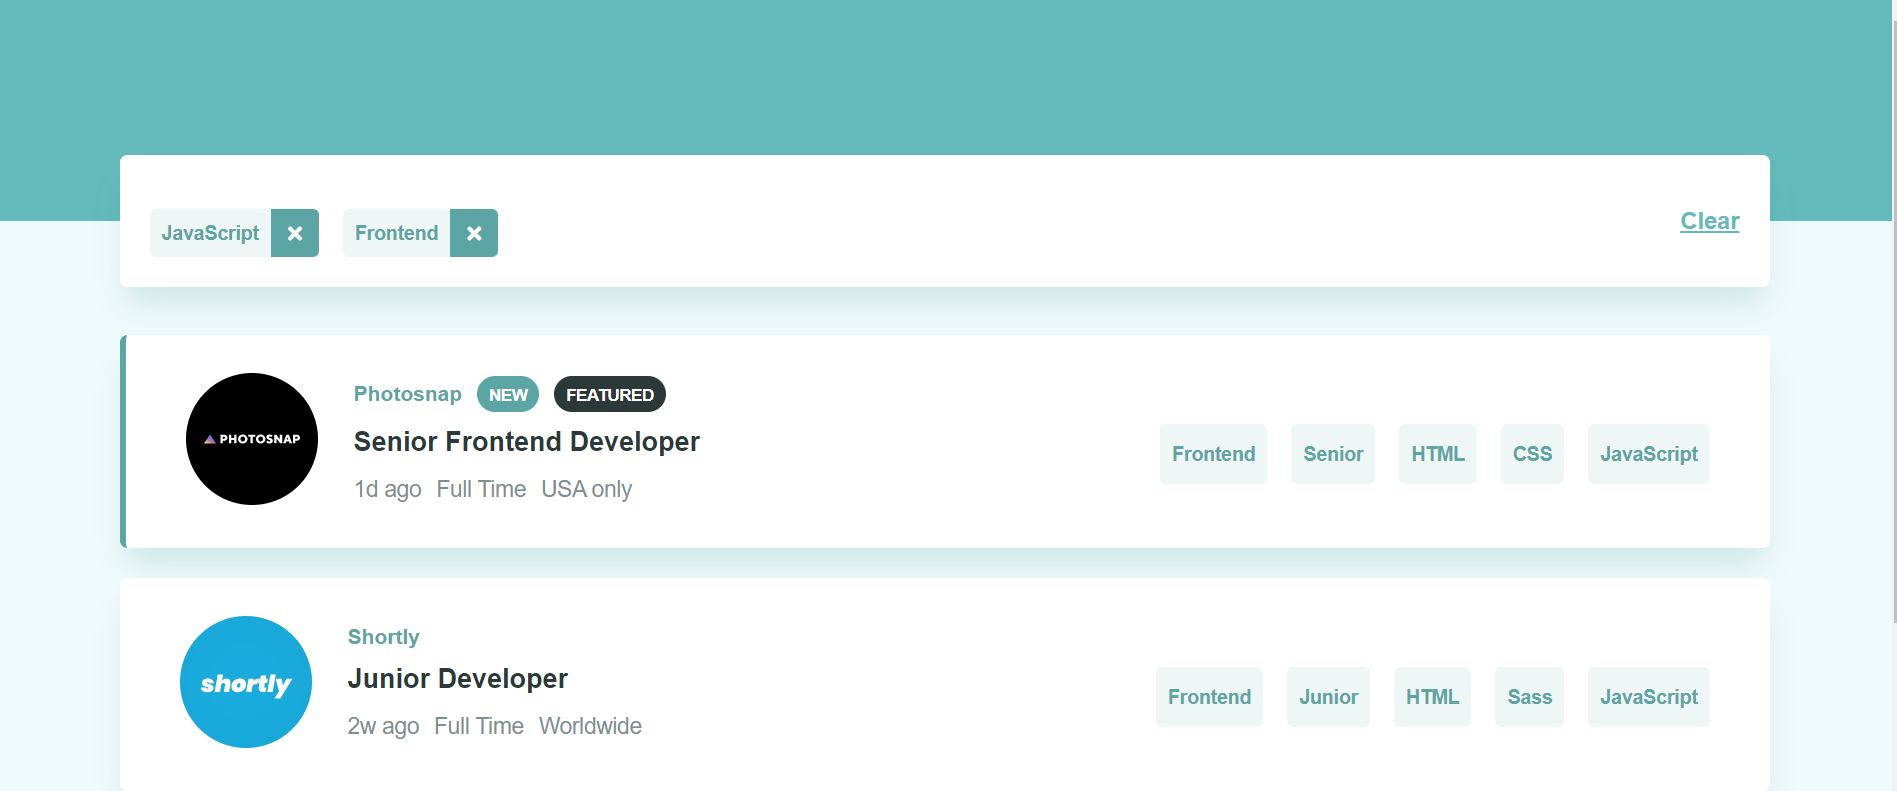 JavaScript × Frontend × Clear
Photosnap NEW FEATURED
PHOTOSNAP
Senior Frontend Developer
1d ago Full Time USA only
Frontend Senior HTML CSS JavaScript
Shortly
shortly
Junior Developer
2w ago Full Time Worldwide
Frontend Junior HTML Sass JavaScript